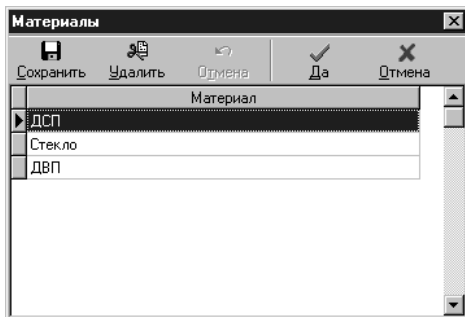 Материалы
Сохранить Удалить Отмена Да Отмена
Материал
ДСП
Стекло
ДВП